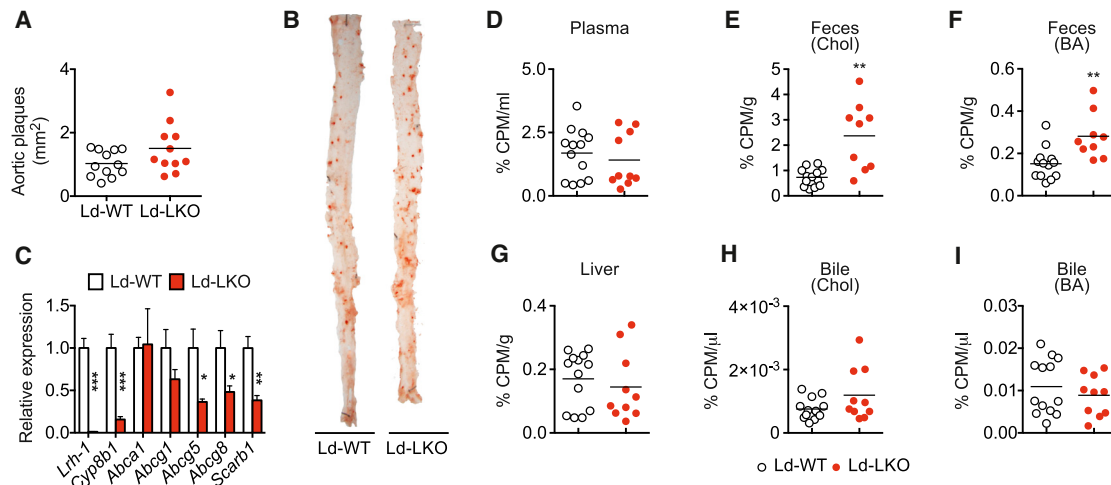 A
Aortic plaques
(mm²)
4
2
0
Ld-WT Ld-LKO
B
Ld-WT Ld-LKO
C
Ld-WT Ld-LKO
Relative expression
1.5
1.0
0.5
0.0
***
***
*
*
**
Lrh-1
Cyp8b1
Abca1
Abcg1
Abcg5
Abcg8
Scarb1
D
Plasma
% CPM/ml
5.0
2.5
0.0
E
Feces
(Chol)
**
% CPM/g
5
4
3
2
1
0
F
Feces
(BA)
**
% CPM/g
0.6
0.4
0.2
0.0
G
Liver
% CPM/g
0.4
0.2
0.0
H
Bile
(Chol)
% CPM/µl
4×10⁻³
2×10⁻³
0
I
Bile
(BA)
% CPM/µl
0.03
0.02
0.01
0.00
Ld-WT Ld-LKO